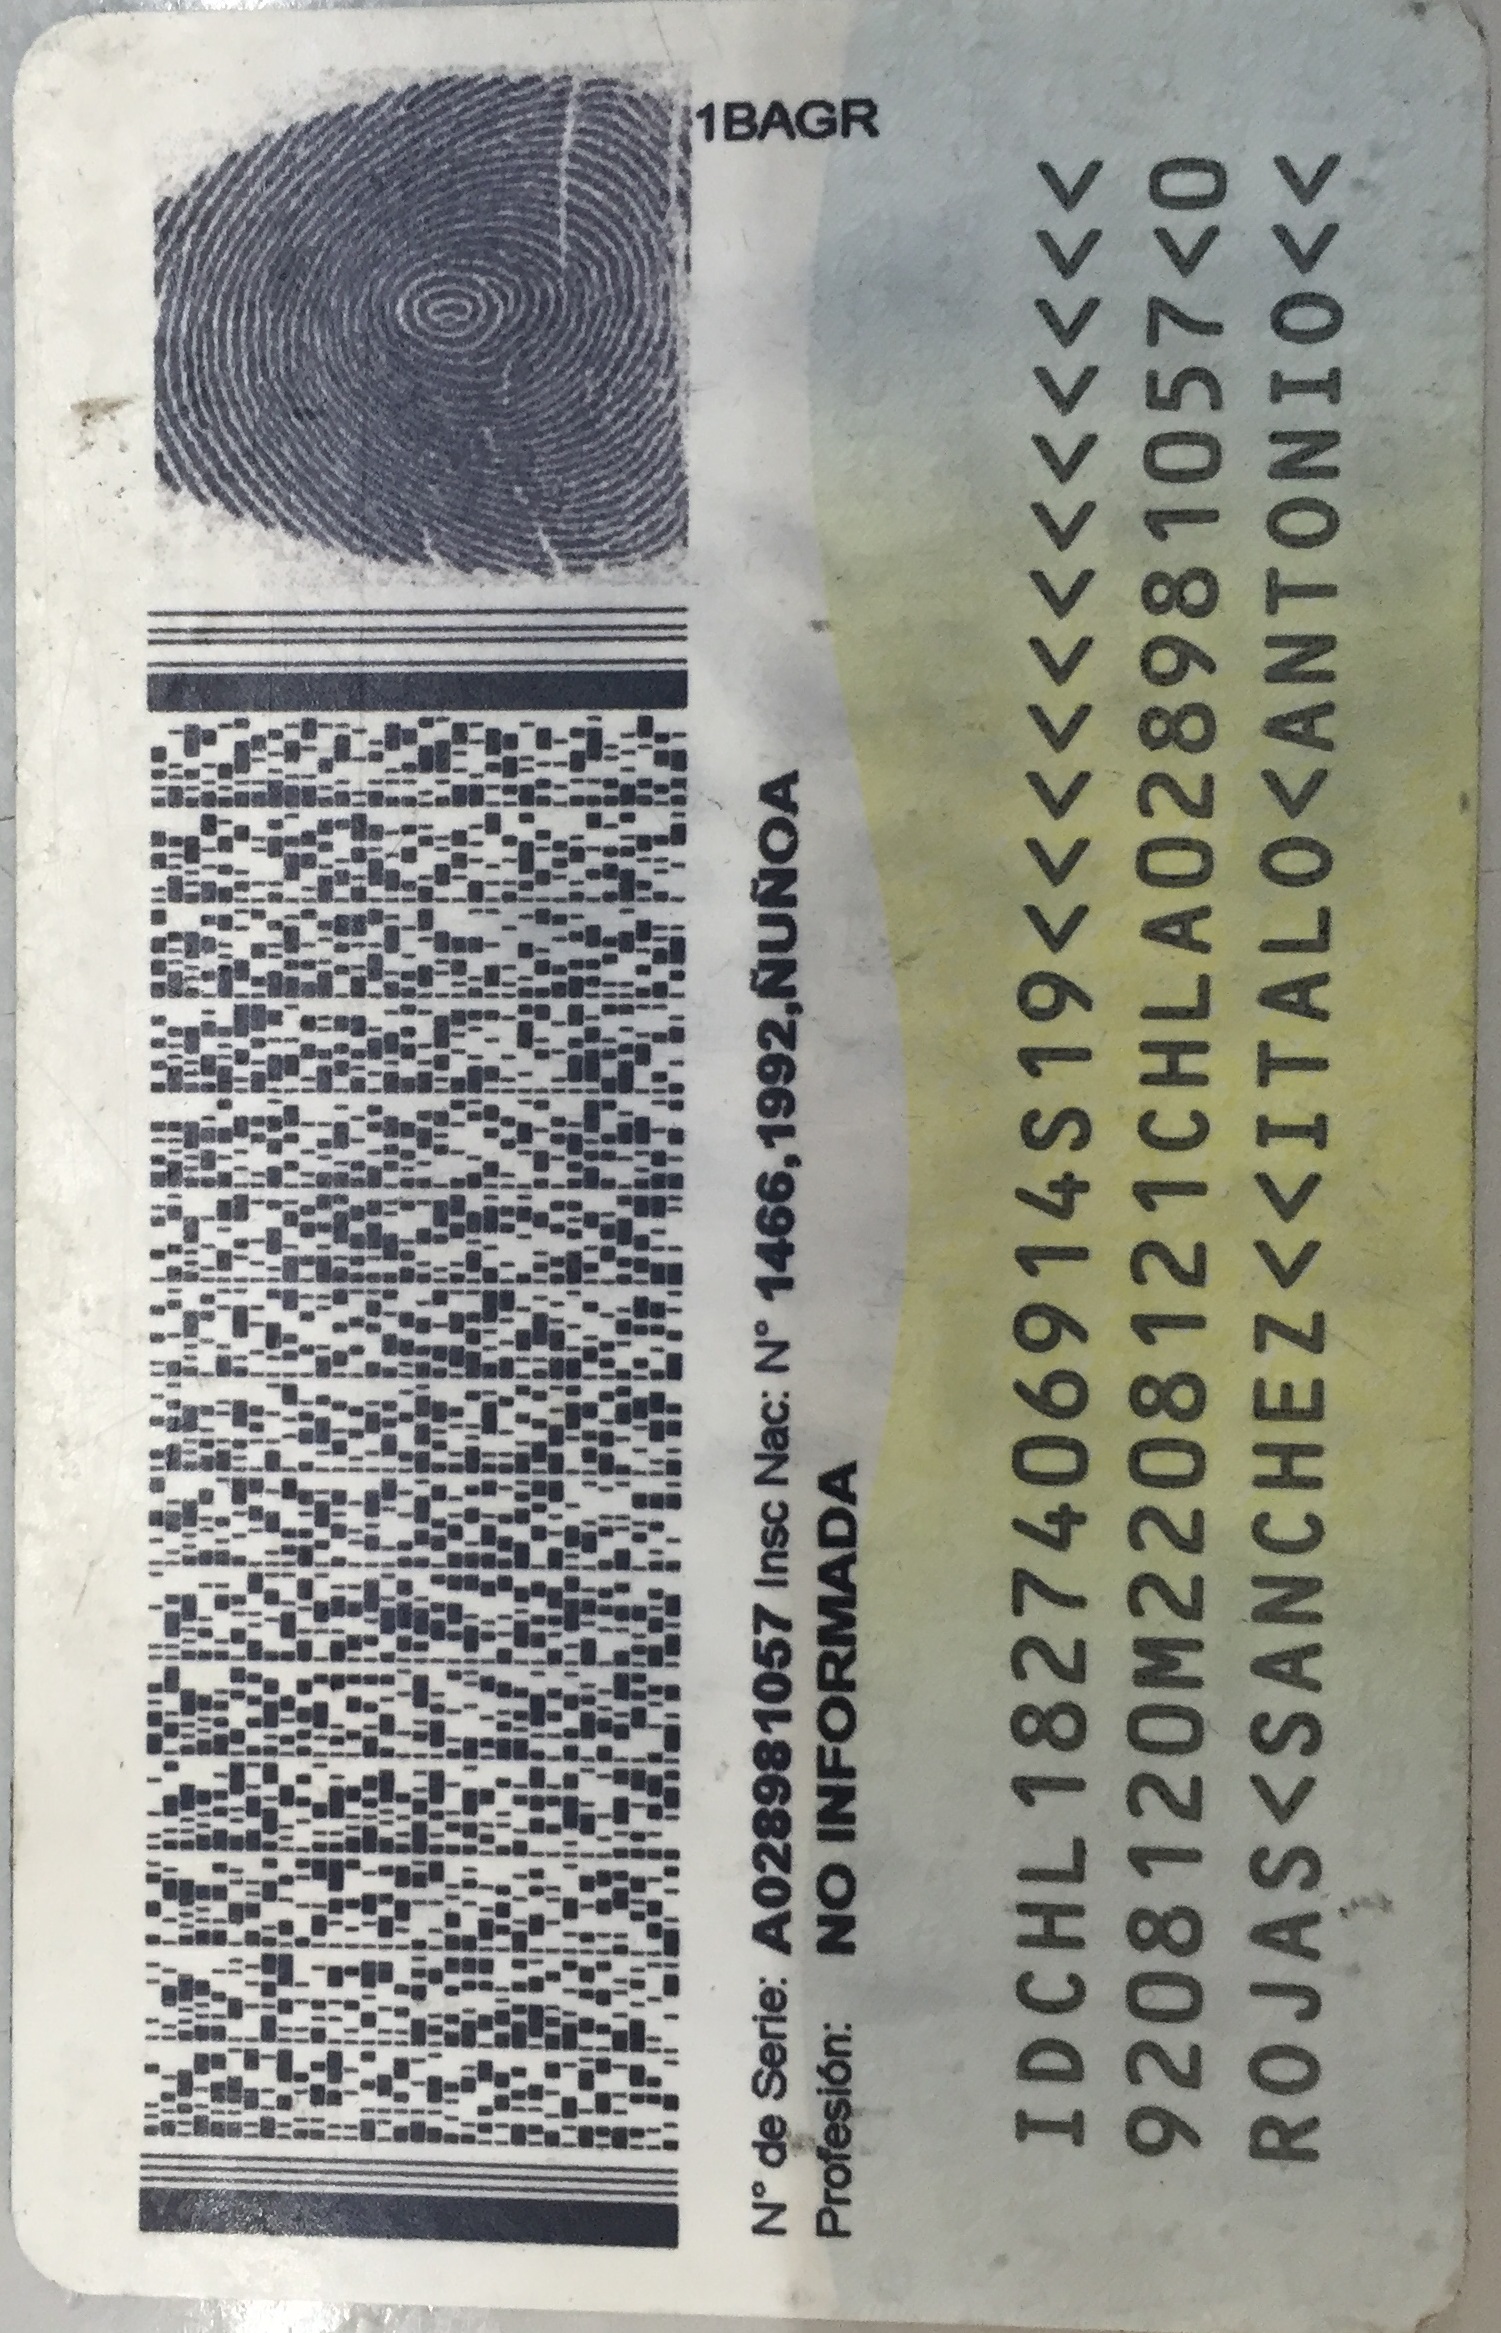 N° de Serie: A028981057 Insc Nac: N° 1466,1992,ÑUÑOA
Profesión: NO INFORMADA
1BAGR
IDCHL1827406914S19<<<<<<<<<<<<
9208120M2208121CHLA028981057<0
ROJAS<SANCHEZ<<ITALO<ANTONIO<<